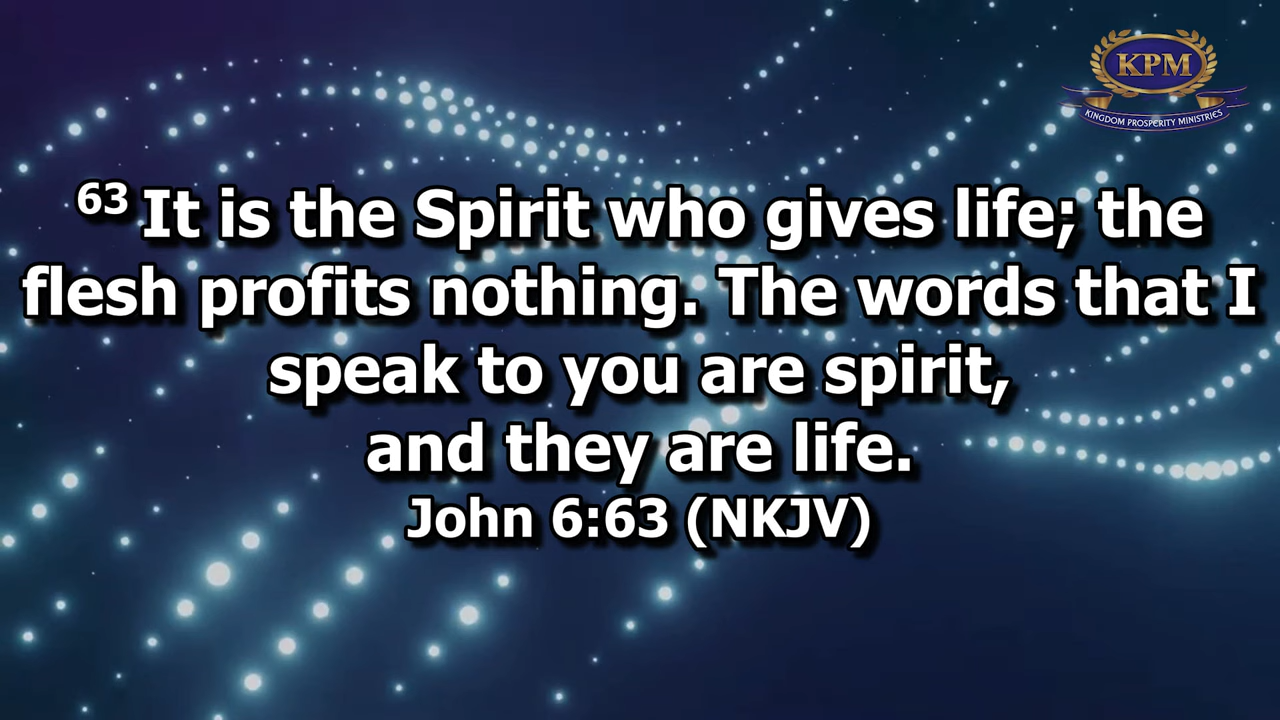 KPM
KINGDOM PROSPERITY MINISTRIES
63 It is the Spirit who gives life; the
flesh profits nothing. The words that I
speak to you are spirit,
and they are life.
John 6:63 (NKJV)